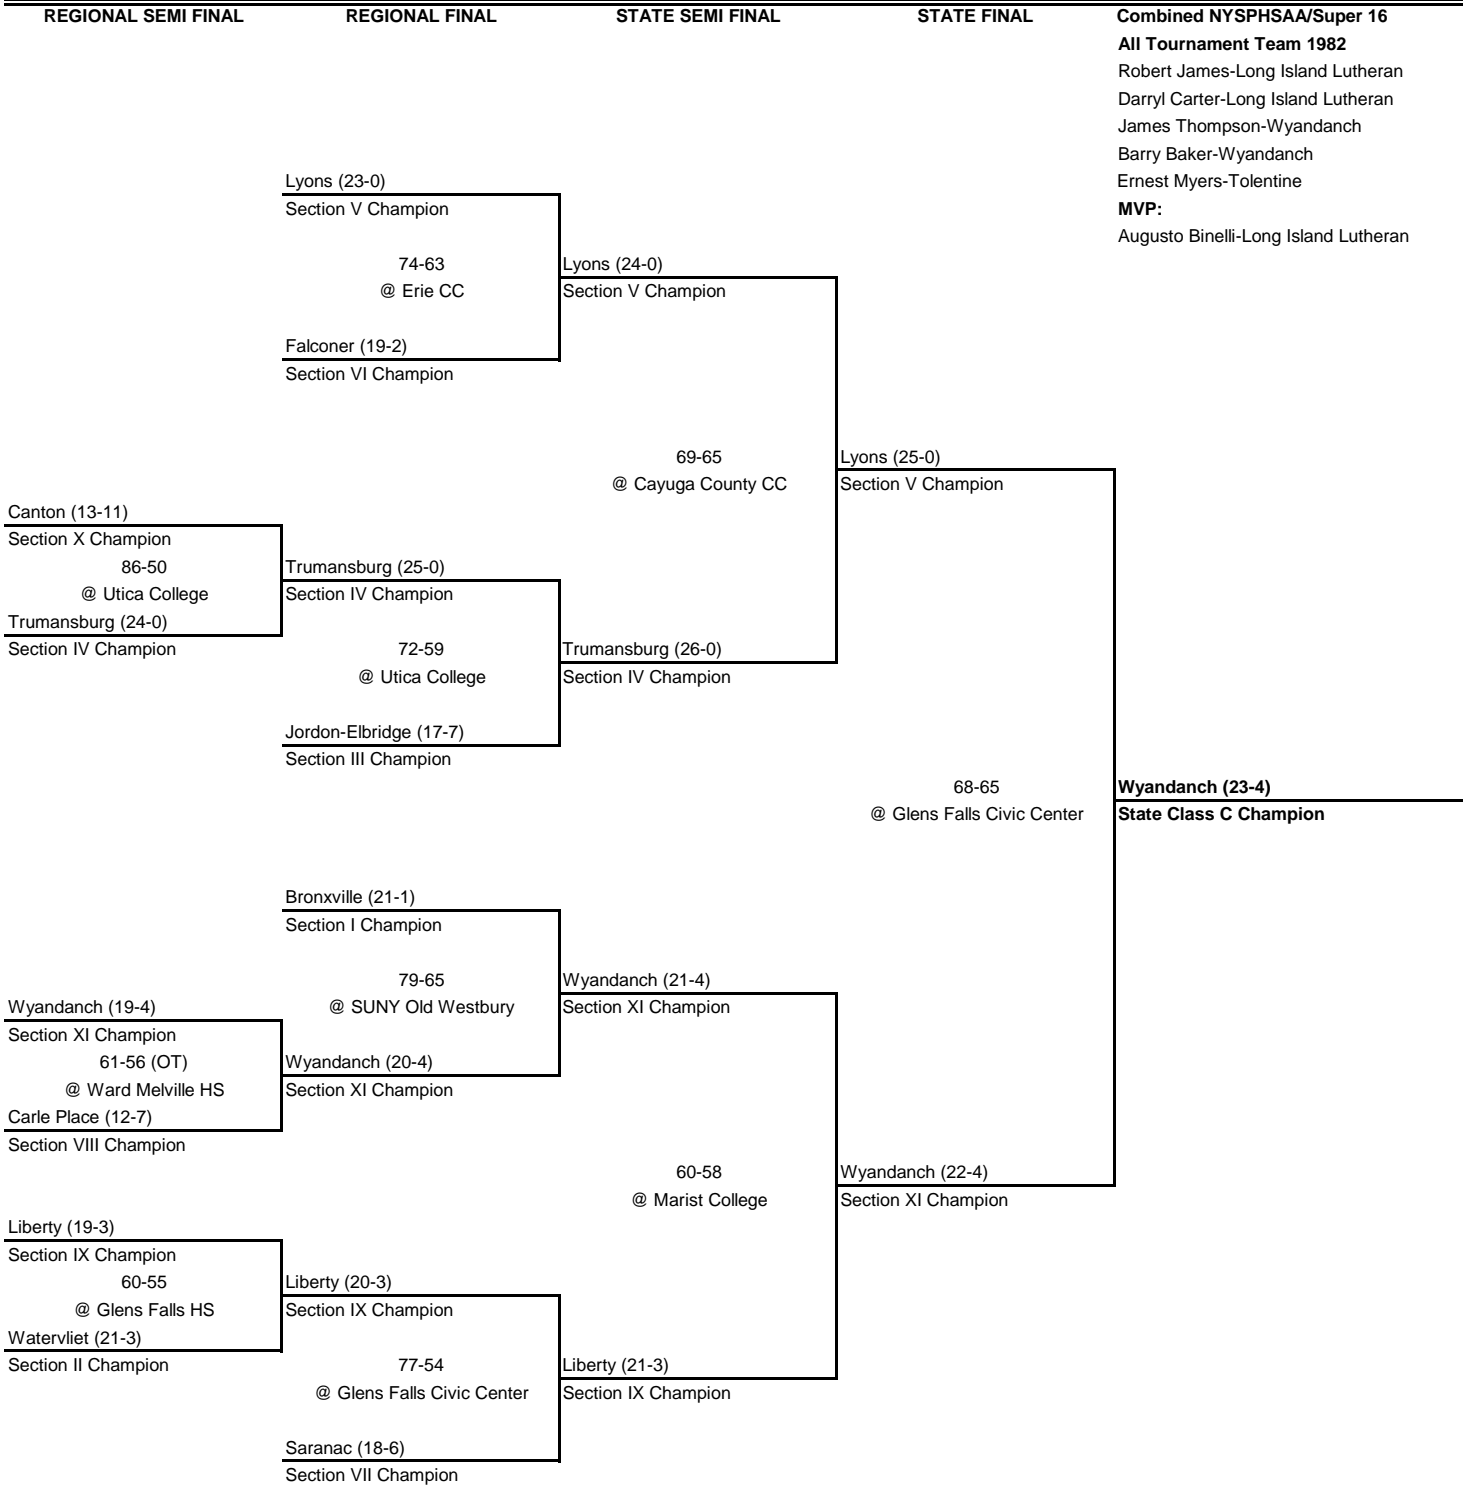 REGIONAL SEMI FINAL REGIONAL FINAL STATE SEMI FINAL STATE FINAL Combined NYSPHSAA/Super 16
All Tournament Team 1982
Robert James-Long Island Lutheran
Darryl Carter-Long Island Lutheran
James Thompson-Wyandanch
Barry Baker-Wyandanch
Lyons (23-0) Ernest Myers-Tolentine
Section V Champion MVP:
Augusto Binelli-Long Island Lutheran
74-63 Lyons (24-0)
@ Erie CC Section V Champion
Falconer (19-2)
Section VI Champion
69-65 Lyons (25-0)
@ Cayuga County CC Section V Champion
Canton (13-11)
Section X Champion
86-50 Trumansburg (25-0)
@ Utica College Section IV Champion
Trumansburg (24-0)
Section IV Champion 72-59 Trumansburg (26-0)
@ Utica College Section IV Champion
Jordon-Elbridge (17-7)
Section III Champion
68-65 Wyandanch (23-4)
@ Glens Falls Civic Center State Class C Champion
Bronxville (21-1)
Section I Champion
79-65 Wyandanch (21-4)
Wyandanch (19-4) @ SUNY Old Westbury Section XI Champion
Section XI Champion
61-56 (OT) Wyandanch (20-4)
@ Ward Melville HS Section XI Champion
Carle Place (12-7)
Section VIII Champion
60-58 Wyandanch (22-4)
@ Marist College Section XI Champion
Liberty (19-3)
Section IX Champion
60-55 Liberty (20-3)
@ Glens Falls HS Section IX Champion
Watervliet (21-3)
Section II Champion 77-54 Liberty (21-3)
@ Glens Falls Civic Center Section IX Champion
Saranac (18-6)
Section VII Champion